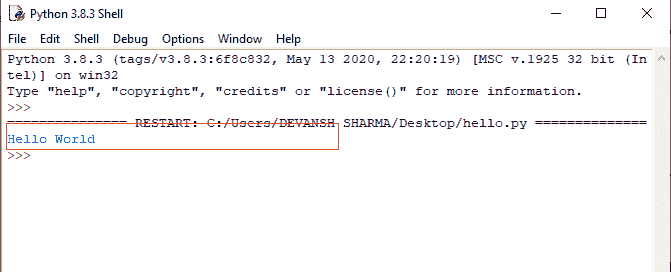 Python 3.8.3 Shell
File Edit Shell Debug Options Window Help
Python 3.8.3 (tags/v3.8.3:6f8c832, May 13 2020, 22:20:19) [MSC v.1925 32 bit (In
tel)] on win32
Type "help", "copyright", "credits" or "license()" for more information.
>>>
=============== RESTART: C:/Users/DEVANSH SHARMA/Desktop/hello.py ==============
Hello World
>>>